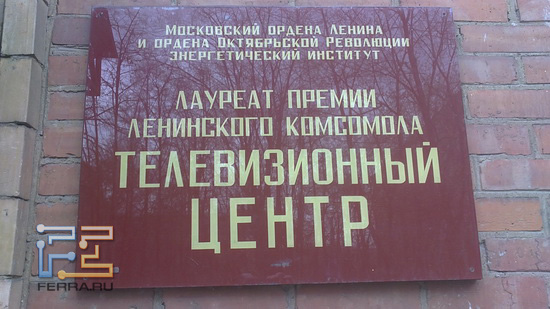 Московский ордена Ленина
и ордена Октябрьской Революции
энергетический институт
ЛАУРЕАТ ПРЕМИИ
ЛЕНИНСКОГО КОМСОМОЛА
ТЕЛЕВИЗИОННЫЙ
ЦЕНТР
FERRA.RU